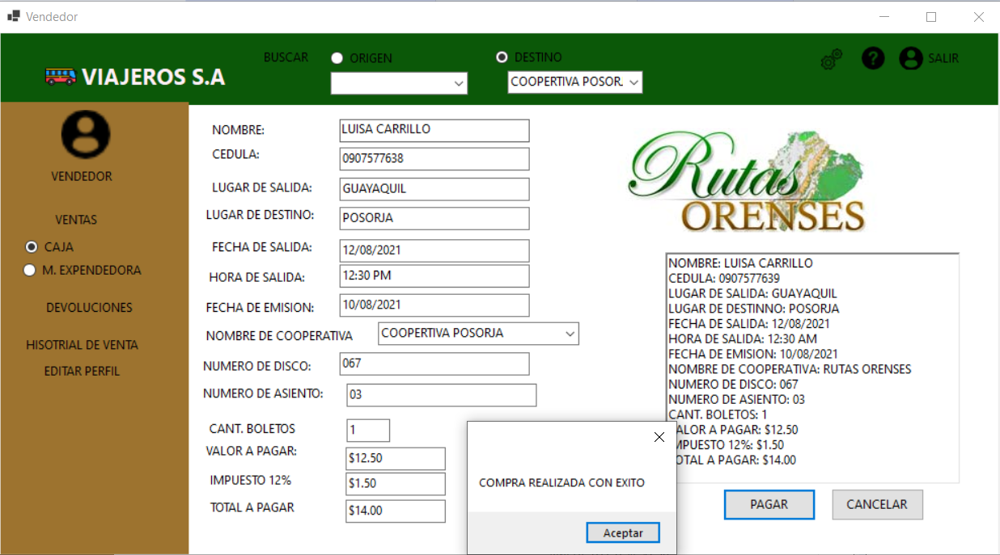 Vendedor
BUSCAR
ORIGEN
DESTINO
SALIR
VIAJEROS S.A
COOPERTIVA POSOR
VENDEDOR
VENTAS
CAJA
M. EXPENDEDORA
DEVOLUCIONES
HISOTRIAL DE VENTA
EDITAR PERFIL
NOMBRE: LUISA CARRILLO
CEDULA: 0907577638
LUGAR DE SALIDA: GUAYAQUIL
LUGAR DE DESTINO: POSORJA
FECHA DE SALIDA: 12/08/2021
HORA DE SALIDA: 12:30 PM
FECHA DE EMISION: 10/08/2021
NOMBRE DE COOPERATIVA COOPERTIVA POSORJA
NUMERO DE DISCO: 067
NUMERO DE ASIENTO: 03
CANT. BOLETOS 1
VALOR A PAGAR: $12.50
IMPUESTO 12% $1.50
TOTAL A PAGAR $14.00
Rutas
ORENSES
NOMBRE: LUISA CARRILLO
CEDULA: 0907577639
LUGAR DE SALIDA: GUAYAQUIL
LUGAR DE DESTINNO: POSORJA
FECHA DE SALIDA: 12/08/2021
HORA DE SALIDA: 12:30 AM
FECHA DE EMISION: 10/08/2021
NOMBRE DE COOPERATIVA: RUTAS ORENSES
NUMERO DE DISCO: 067
NUMERO DE ASIENTO: 03
CANT. BOLETOS: 1
ALOR A PAGAR: $12.50
MPUESTO 12%: $1.50
OTAL A PAGAR: $14.00
PAGAR
CANCELAR
COMPRA REALIZADA CON EXITO
Aceptar